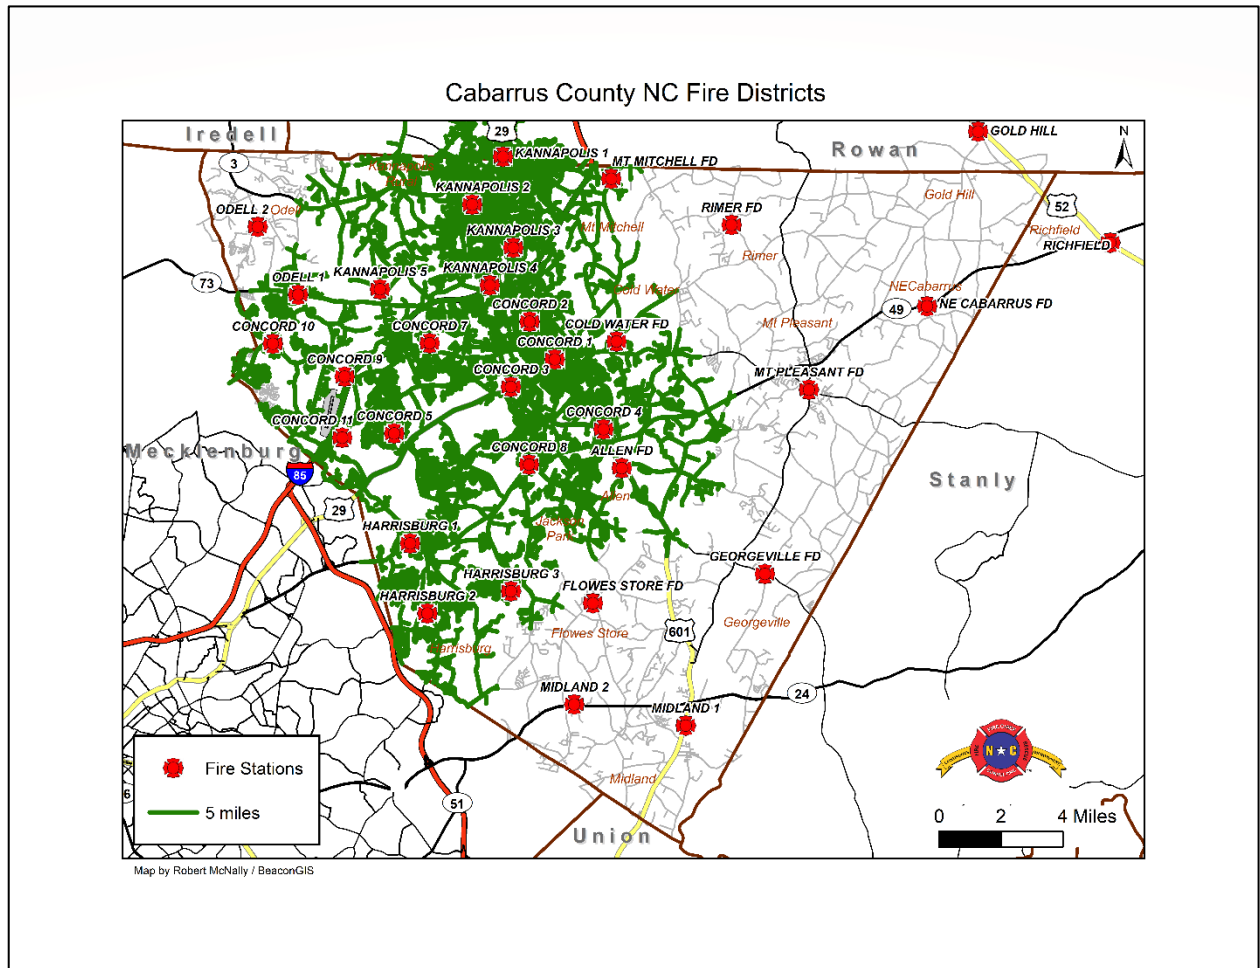 Cabarrus County NC Fire Districts
Iredell
29
GOLD HILL
N
KANNAPOLIS 1
Rowan
3
MT MITCHELL FD
KANNAPOLIS 2
Gold Hill
ODELL 2
Odell
RIMER FD
52
Mt Mitchell
Richfield
KANNAPOLIS 3
RICHFIELD
Rimer
KANNAPOLIS 4
73
ODELL 1
KANNAPOLIS 5
Cold Water
NECabarrus
CONCORD 2
NE CABARRUS FD
49
CONCORD 10
CONCORD 7
COLD WATER FD
Mt Pleasant
CONCORD 1
CONCORD 9
CONCORD 3
MT PLEASANT FD
CONCORD 11
CONCORD 5
CONCORD 4
Mecklenburg
CONCORD 8
ALLEN FD
85
Stanly
Allen
29
HARRISBURG 1
Jackson
Park
GEORGEVILLE FD
HARRISBURG 3
FLOWES STORE FD
HARRISBURG 2
601
Georgeville
Flowes Store
Harrisburg
MIDLAND 2
24
MIDLAND 1
N C
Fire Stations
Midland
6
51
5 miles
0 2 4 Miles
Union
Map by Robert McNally / BeaconGIS